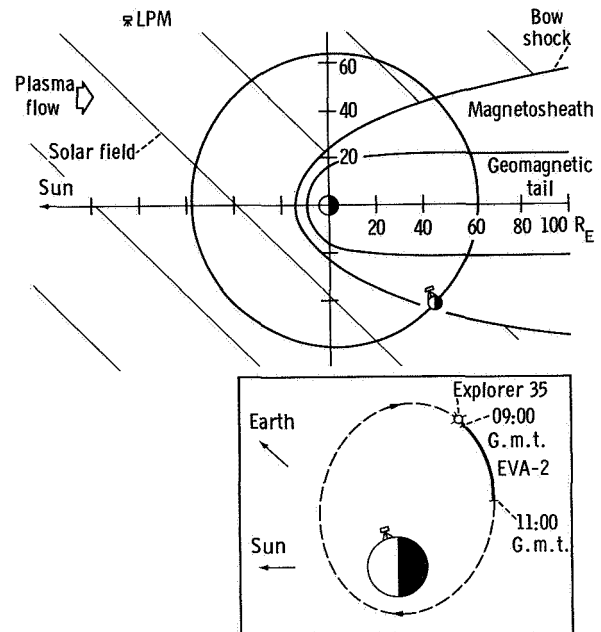 LPM
Bow
shock
Plasma
flow
60
40
Magnetosheath
Solar field
20
Geomagnetic
tail
Sun
20 40 60 80 100 R_E
Explorer 35
09:00
G.m.t.
Earth
EVA-2
11:00
G.m.t.
Sun